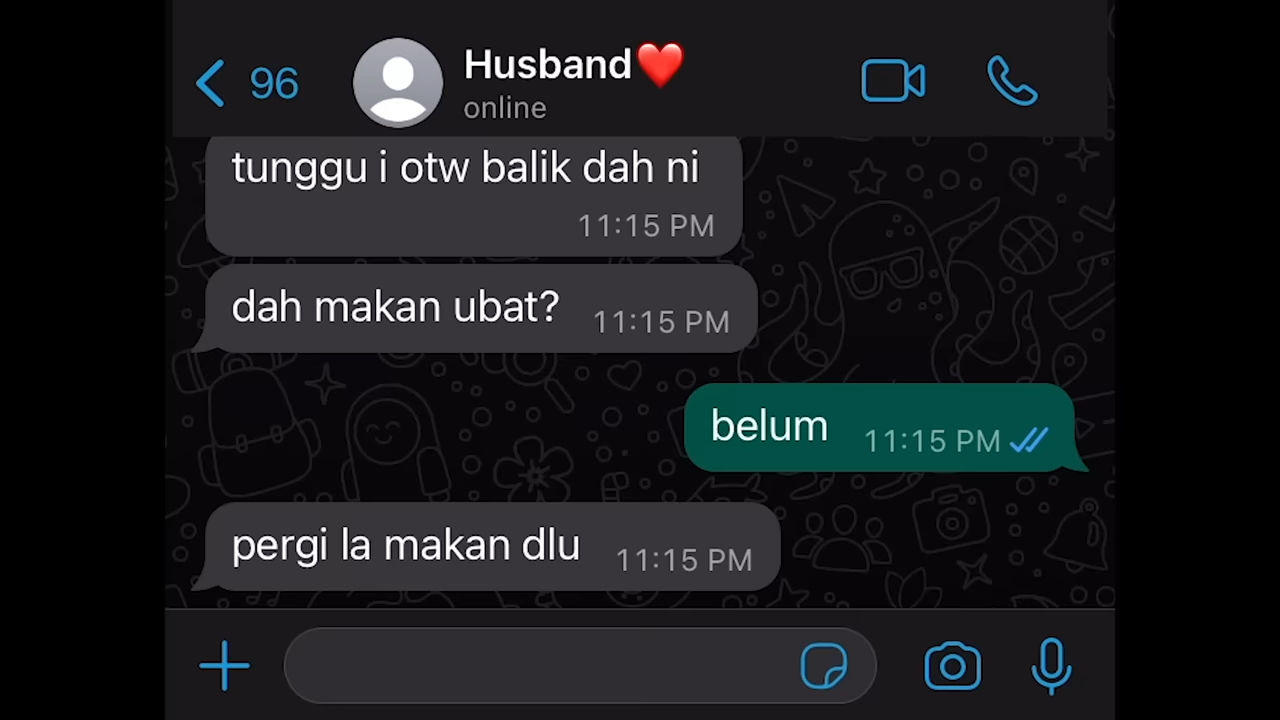 96
Husband❤️
online
tunggu i otw balik dah ni
11:15 PM
dah makan ubat? 11:15 PM
belum 11:15 PM
pergi la makan dlu 11:15 PM